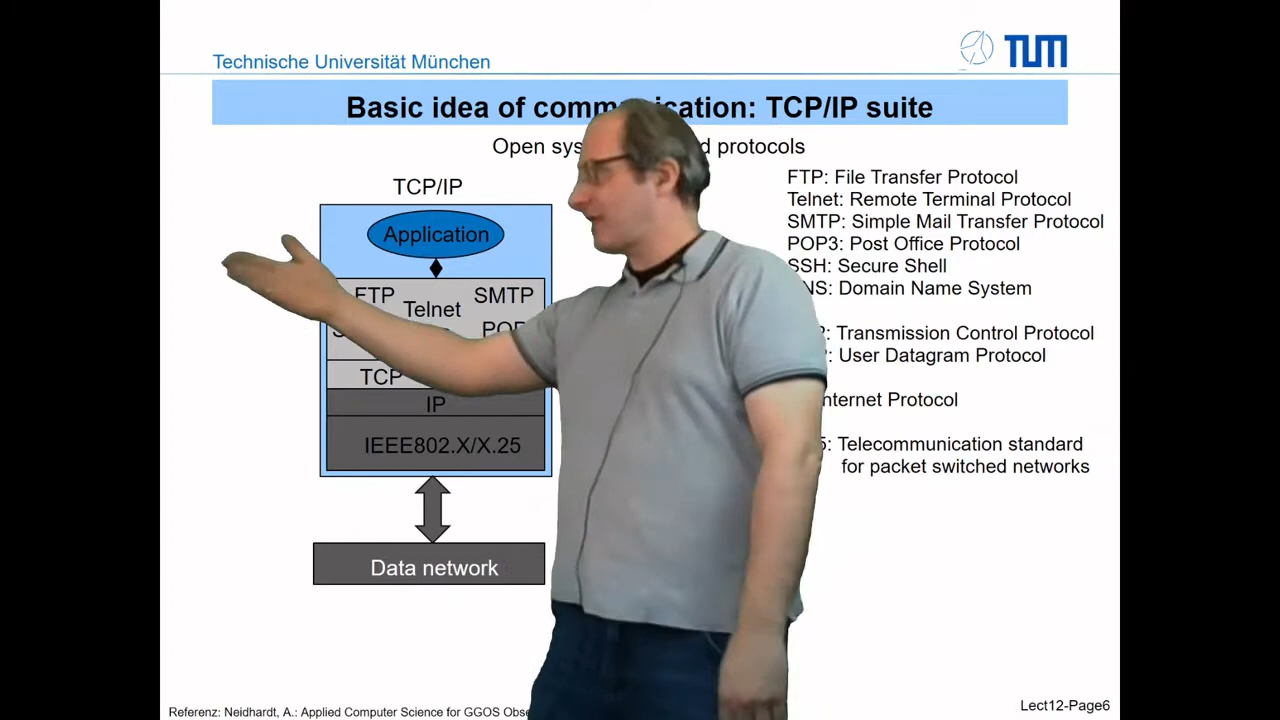 Technische Universität München
TUM
Basic idea of communication: TCP/IP suite
Open sys d protocols
TCP/IP
Application
FTP
Telnet
SMTP
TCP
IP
IEEE802.X/X.25
Data network
FTP: File Transfer Protocol
Telnet: Remote Terminal Protocol
SMTP: Simple Mail Transfer Protocol
POP3: Post Office Protocol
SSH: Secure Shell
NS: Domain Name System
: Transmission Control Protocol
: User Datagram Protocol
nternet Protocol
5: Telecommunication standard
for packet switched networks
Referenz: Neidhardt, A.: Applied Computer Science for GGOS Obse
Lect12-Page6